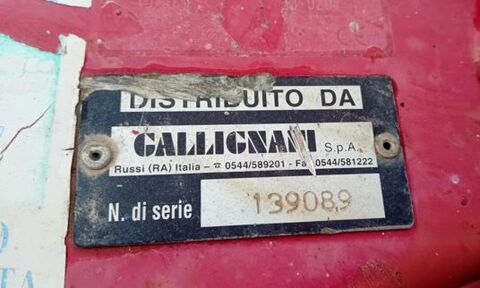 DISTRIBUITO DA
GALLIGNANI S.p.A.
Russi (RA) Italia - ☎ 0544/589201 - Fax 0544/581222
N. di serie 139089